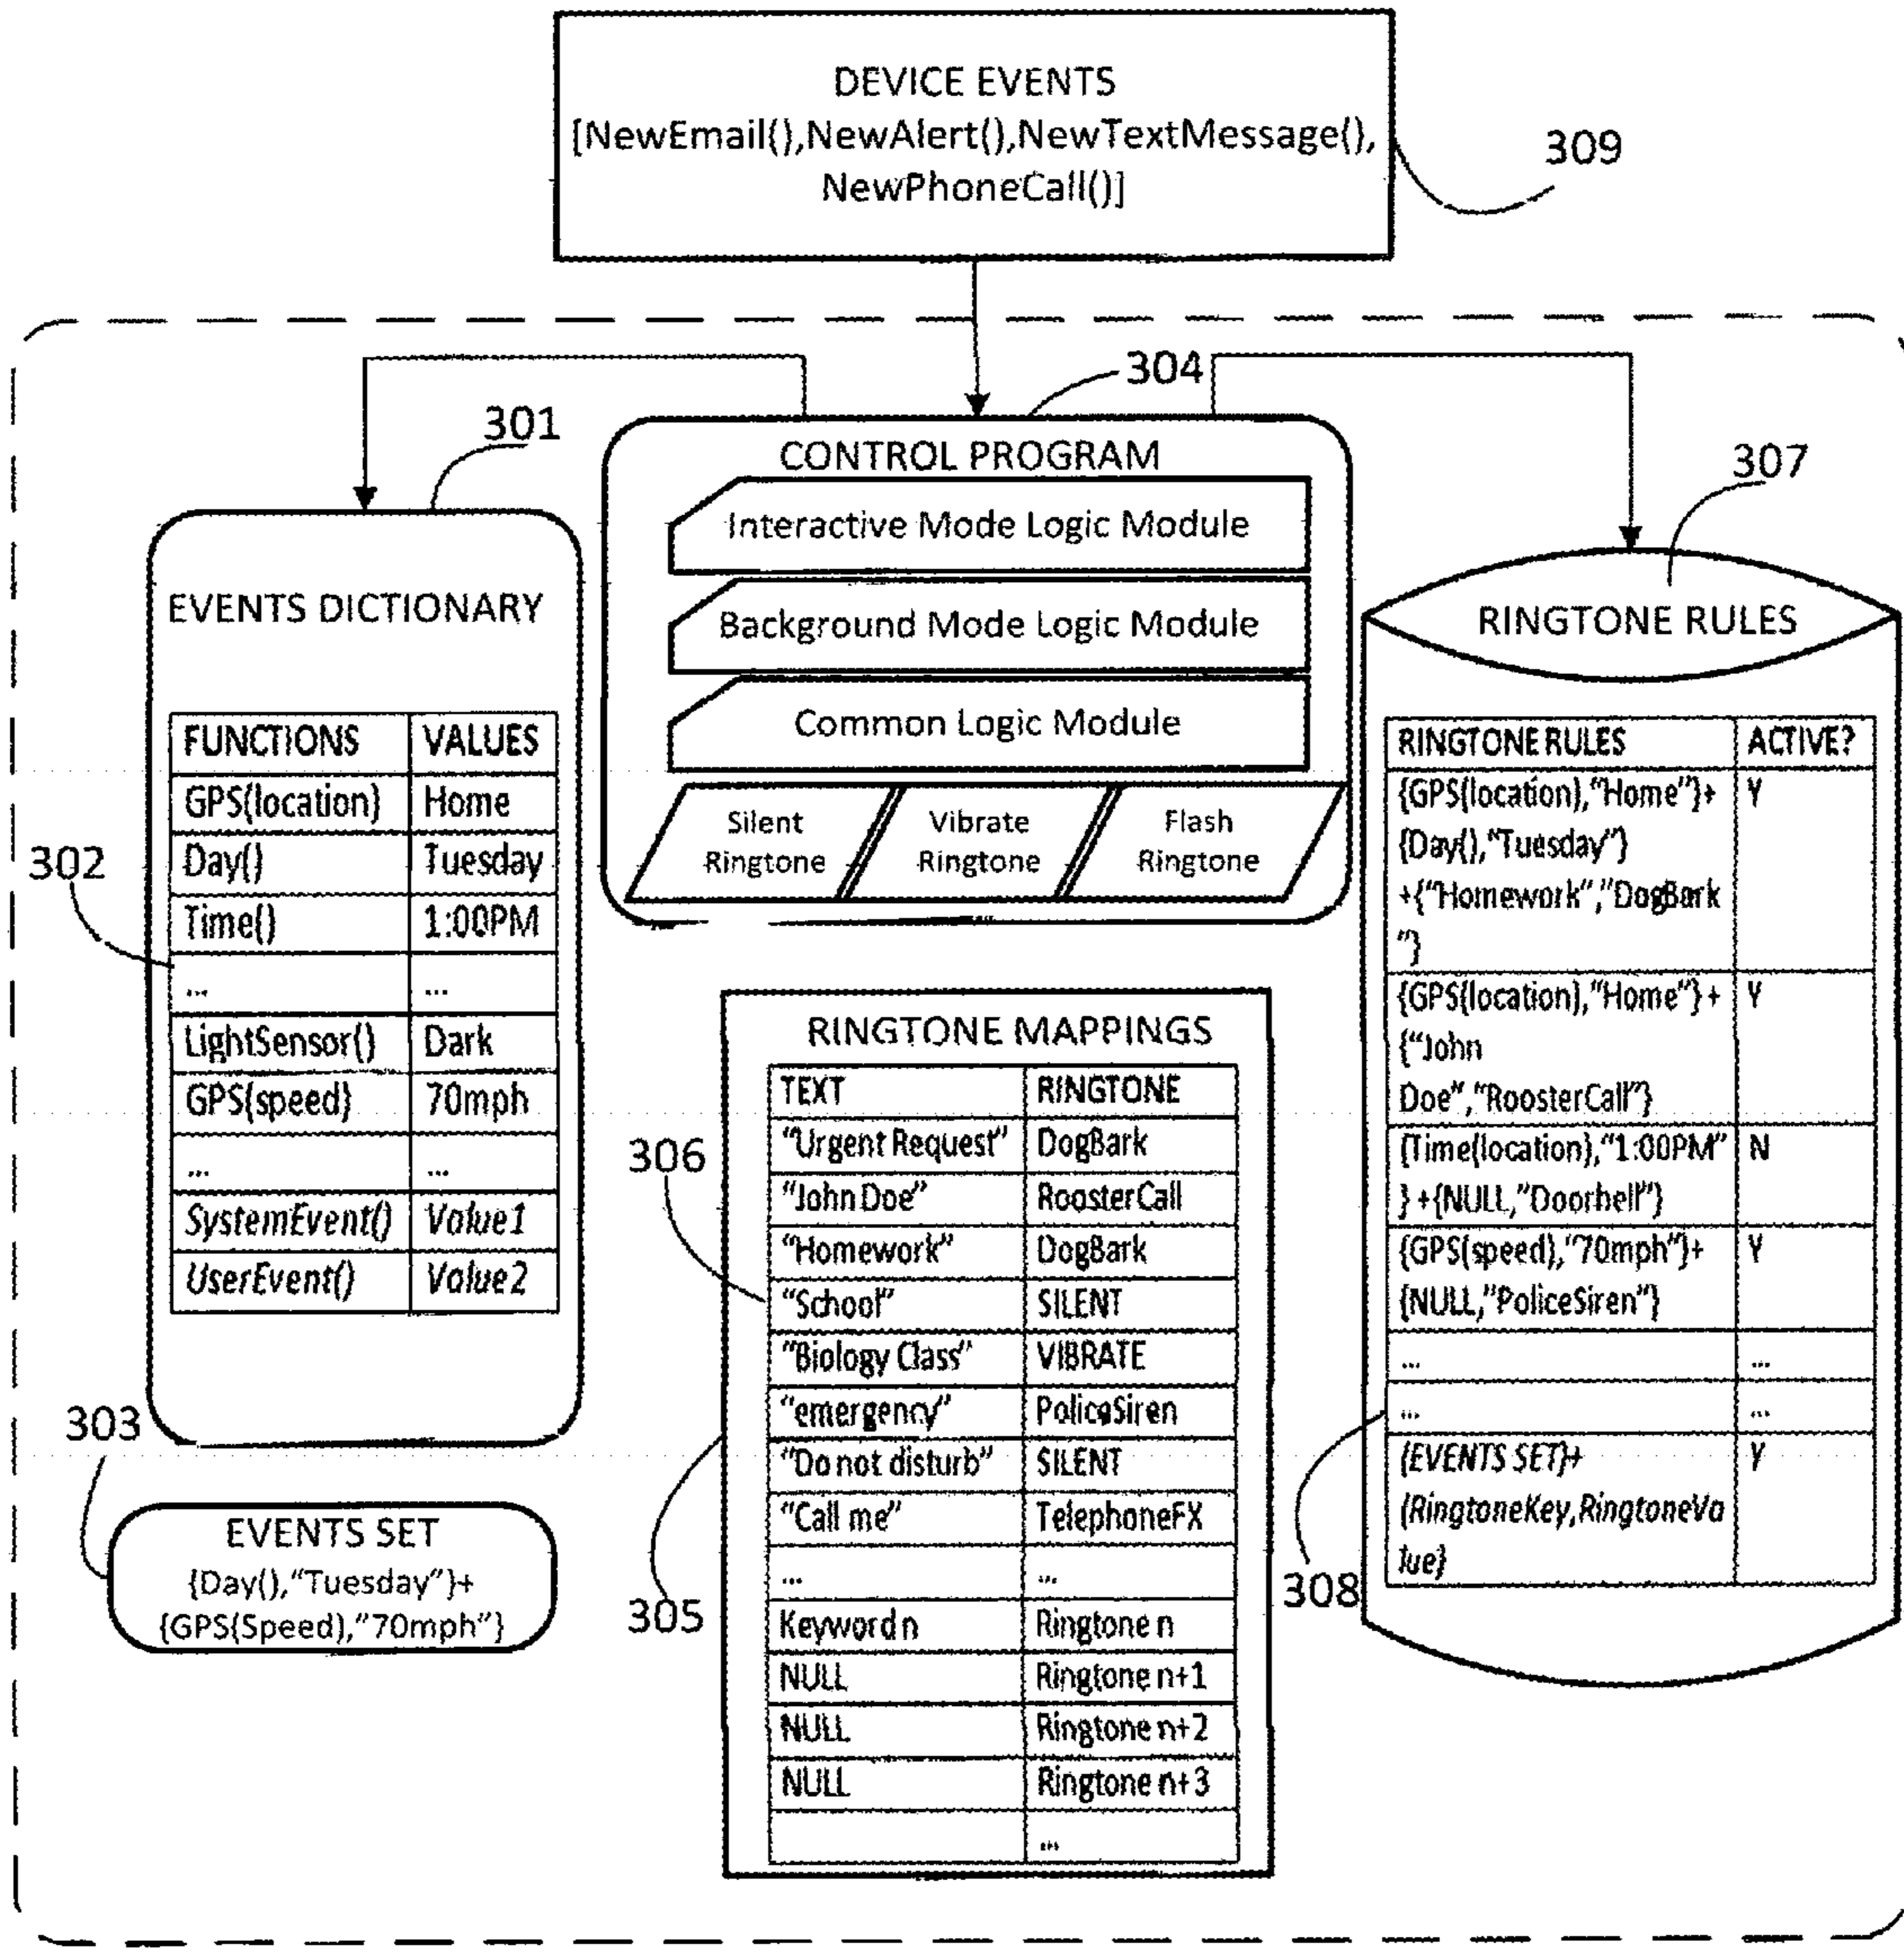 DEVICE EVENTS
[NewEmail(),NewAlert(),NewTextMessage(),
NewPhoneCall()]
309
304
301
CONTROL PROGRAM
Interactive Mode Logic Module
Background Mode Logic Module
Common Logic Module
Silent
Ringtone
Vibrate
Ringtone
Flash
Ringtone
EVENTS DICTIONARY
FUNCTIONS VALUES
GPS(location) Home
Day() Tuesday
Time() 1:00PM
... ...
LightSensor() Dark
GPS(speed) 70mph
... ...
SystemEvent() Value1
UserEvent() Value2
302
303
EVENTS SET
{Day(),"Tuesday"}+
{GPS(Speed),"70mph"}
RINGTONE MAPPINGS
TEXT RINGTONE
"Urgent Request" DogBark
"John Doe" RoosterCall
"Homework" DogBark
"School" SILENT
"Biology Class" VIBRATE
"emergency" PoliceSiren
"Do not disturb" SILENT
"Call me" TelephoneFX
... ...
Keyword n Ringtone n
NULL Ringtone n+1
NULL Ringtone n+2
NULL Ringtone n+3
...
306
305
307
RINGTONE RULES
RINGTONE RULES ACTIVE?
{GPS(location),"Home"}+ Y
{Day(),"Tuesday"}
+{"Homework","DogBark
"}
{GPS(location),"Home"}+ Y
{"John
Doe","RoosterCall"}
{Time(location),"1:00PM" N
} +{NULL,"Doorbell"}
{GPS(speed),"70mph"}+ Y
{NULL,"PoliceSiren"}
... ...
... ...
{EVENTS SET}+ Y
{RingtoneKey,RingtoneVa
lue}
308